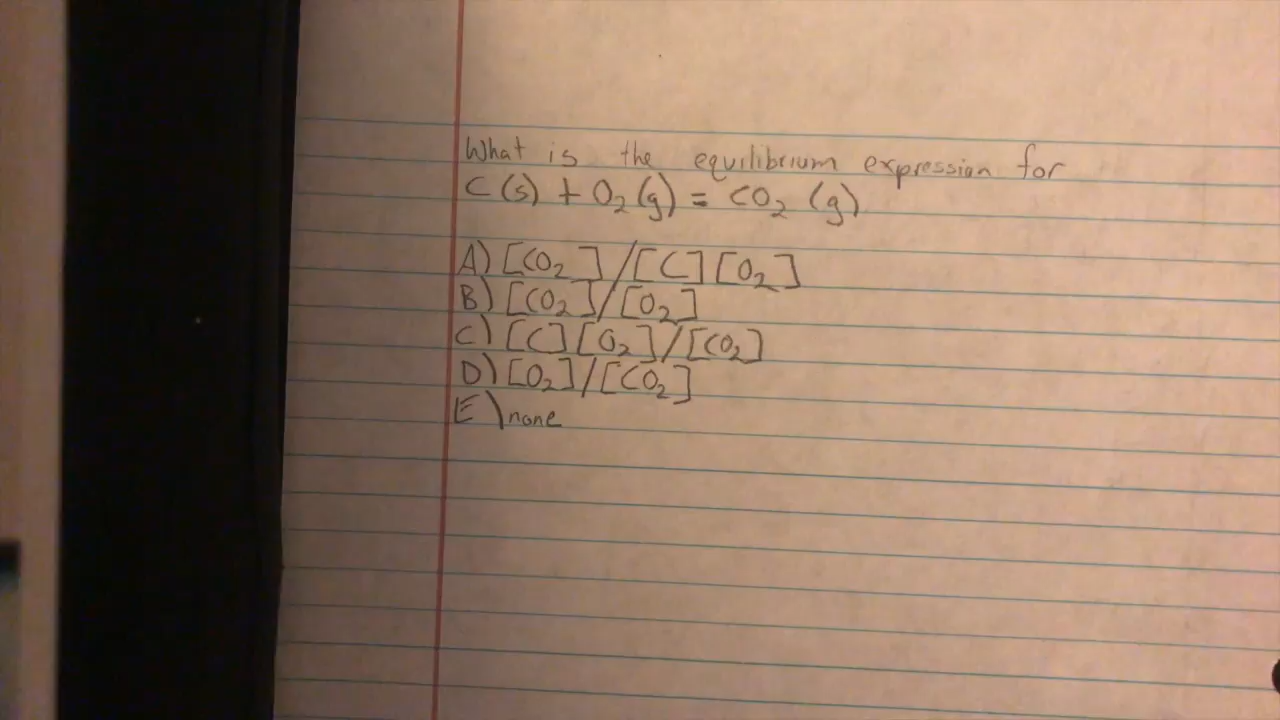 What is the equilibrium expression for
C(s) + O₂(g) = CO₂ (g)
A) [CO₂]/[C][O₂]
B) [CO₂]/[O₂]
C) [C][O₂]/[CO₂]
D) [O₂]/[CO₂]
E) none